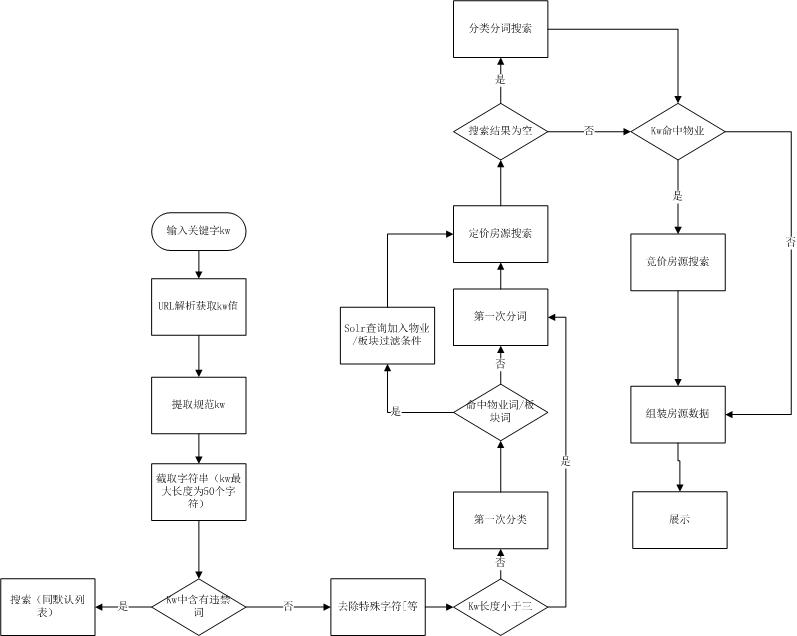 分类分词搜索
是
搜索结果为空
否
Kw命中物业
是
否
输入关键字kw
定价房源搜索
竞价房源搜索
URL解析获取kw值
Solr查询加入物业
/板块过滤条件
第一次分词
否
提取规范kw
是
命中物业词/板
块词
组装房源数据
是
截取字符串（kw最
大长度为50个字
符）
第一次分类
展示
否
搜索（同默认列
表）
是
Kw中含有违禁
词
否
去除特殊字符[等
Kw长度小于三